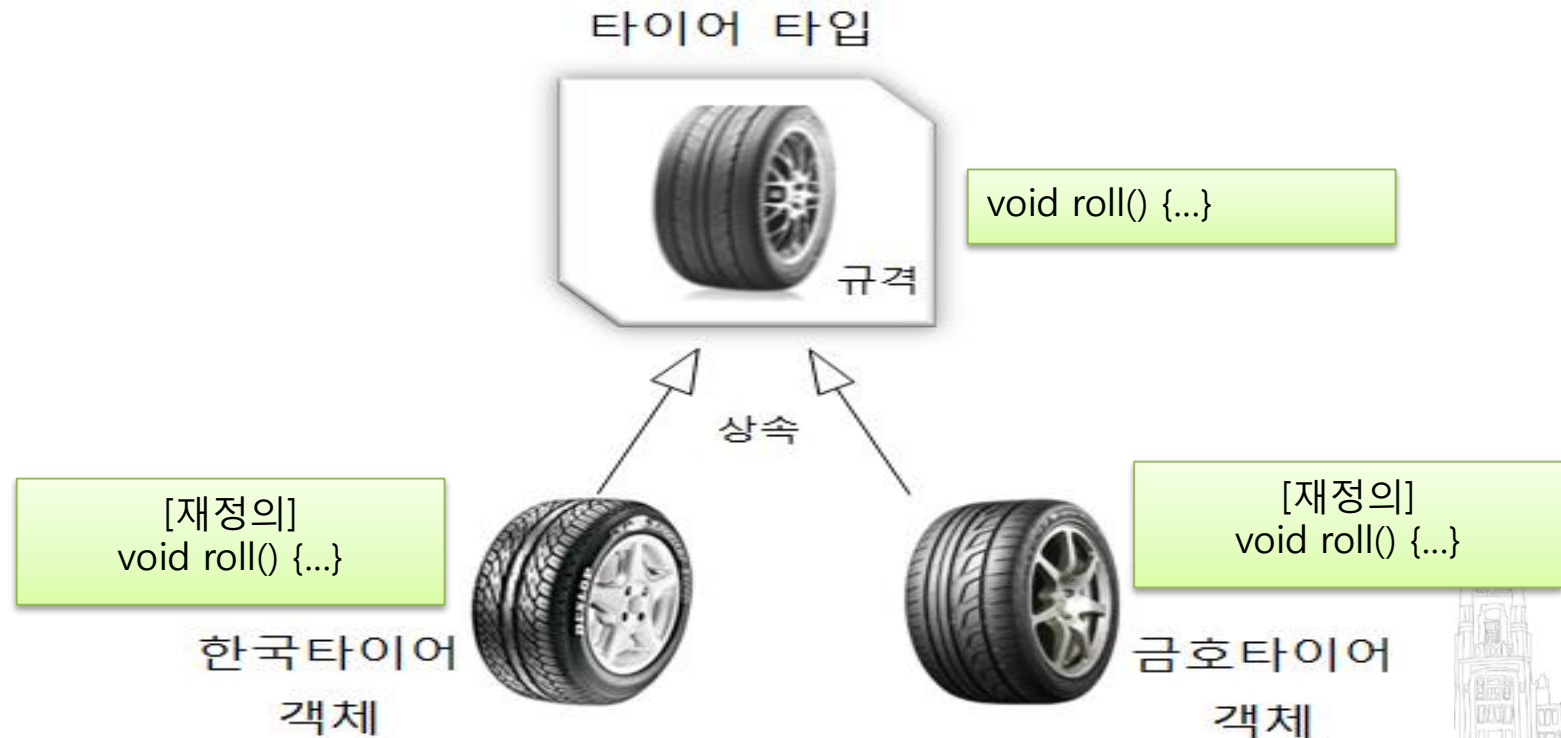 타이어 타입
규격
void roll() {...}
상속
[재정의]
void roll() {...}
한국타이어
객체
[재정의]
void roll() {...}
금호타이어
객체